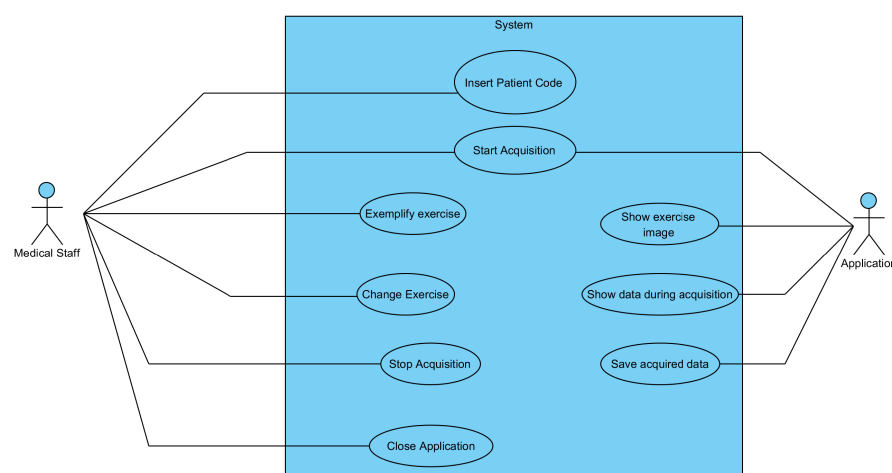 System
Insert Patient Code
Start Acquisition
Exemplify exercise
Show exercise
image
Medical Staff
Application
Change Exercise
Show data during acquisition
Stop Acquisition
Save acquired data
Close Application